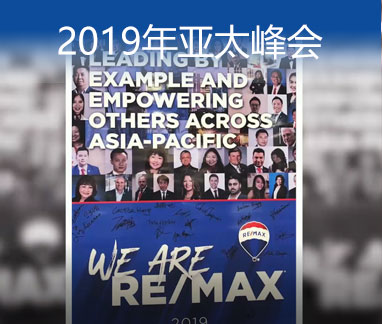 2019年亚太峰会
LEADING BY
EXAMPLE AND
EMPOWERING
OTHERS ACROSS
ASIA-PACIFIC
RE/MAX
WE ARE
RE/MAX
2019